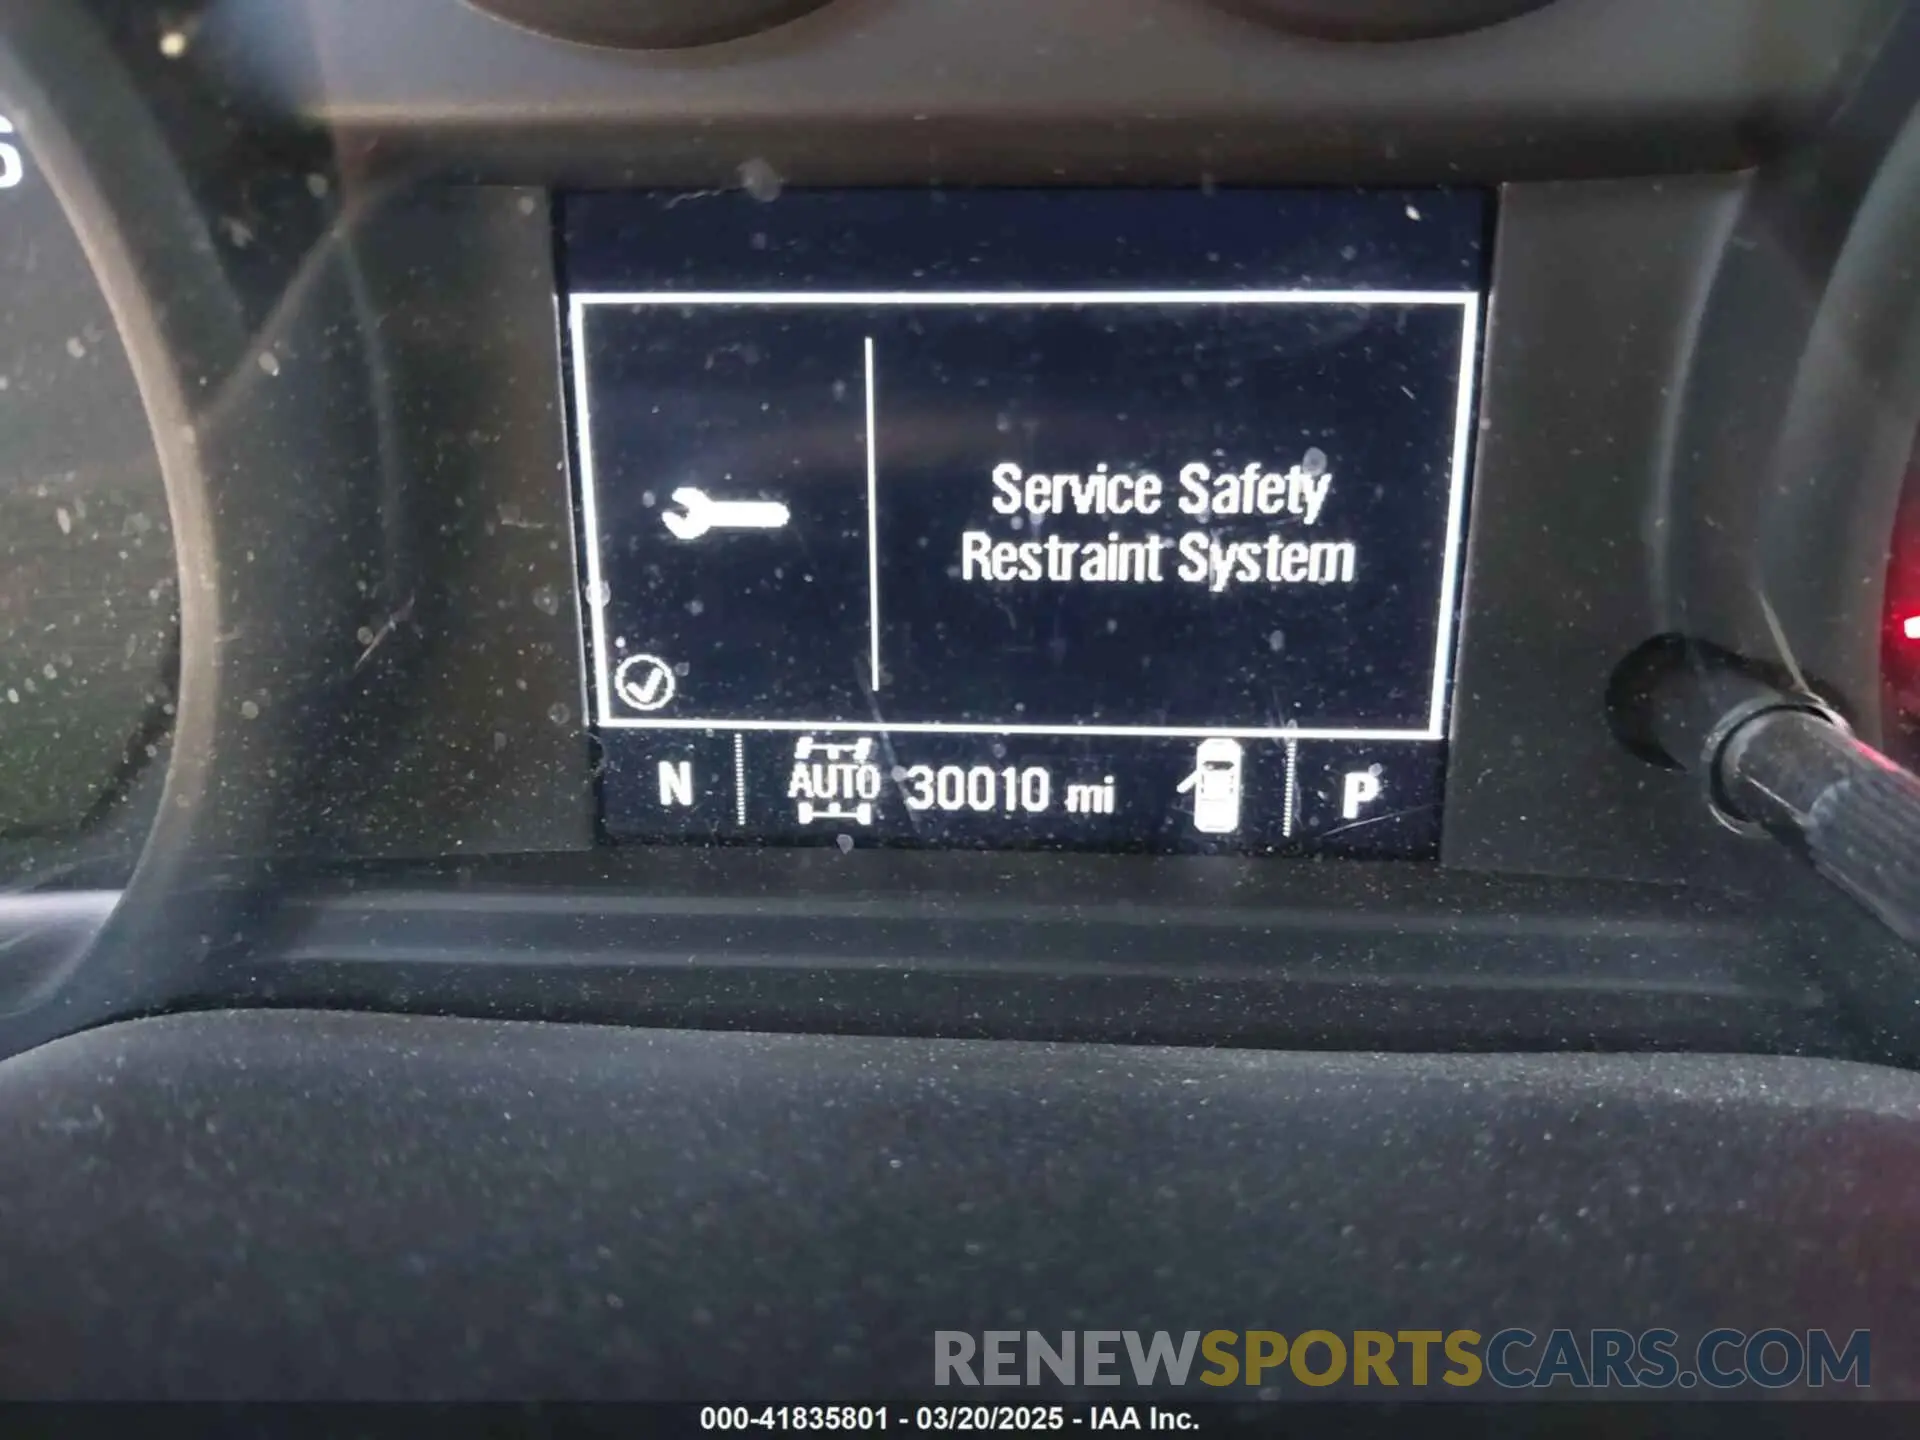 Service Safety
Restraint System
N AUTO 30010 mi P
RENEWSPORTSCARS.COM
000-41835801 - 03/20/2025 - IAA Inc.